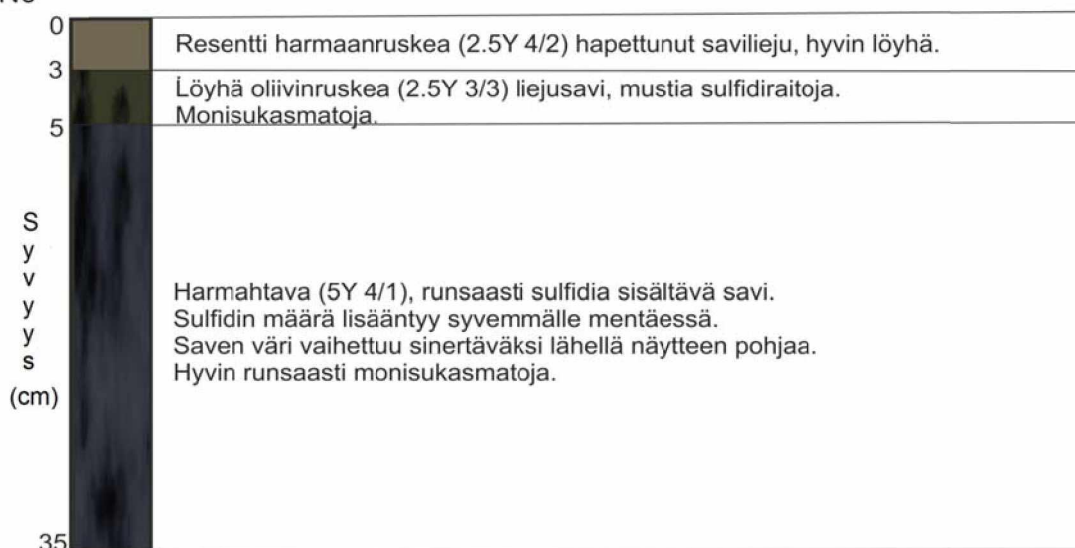 0
Resentti harmaanruskea (2.5Y 4/2) hapettunut savilieju, hyvin löyhä.
3
Löyhä oliivinruskea (2.5Y 3/3) liejusavi, mustia sulfidiraitoja.
Monisukasmatoja.
5
Syvyys
(cm)
Harmahtava (5Y 4/1), runsaasti sulfidia sisältävä savi.
Sulfidin määrä lisääntyy syvemmälle mentäessä.
Saven väri vaihettuu sinertäväksi lähellä näytteen pohjaa.
Hyvin runsaasti monisukasmatoja.
35